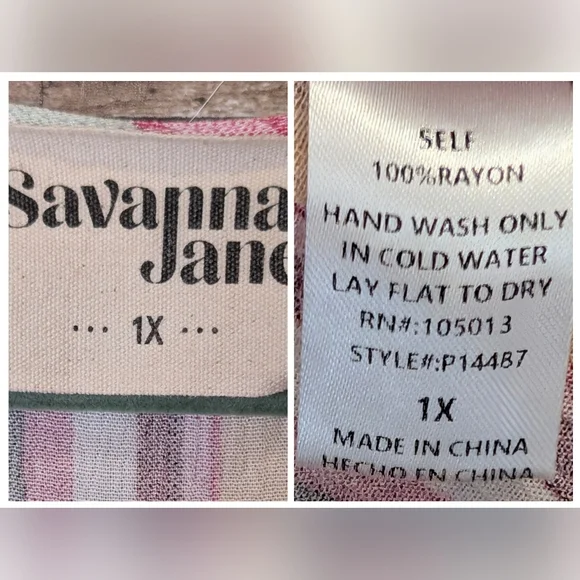 Savanna
Jane
··· 1X ···
SELF
100%RAYON
HAND WASH ONLY
IN COLD WATER
LAY FLAT TO DRY
RN#:105013
STYLE#:P14487
1X
MADE IN CHINA
HECHO EN CHINA